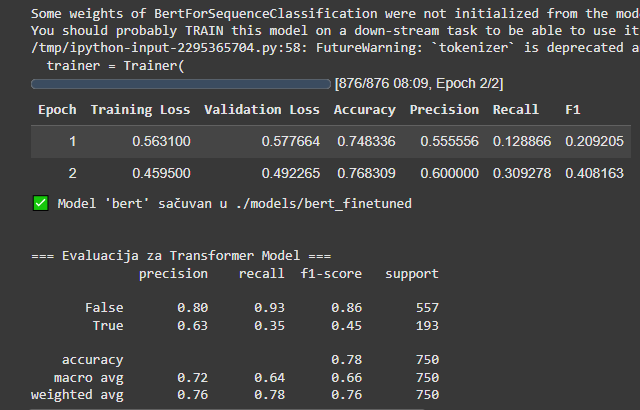 Some weights of BertForSequenceClassification were not initialized from the mod
You should probably TRAIN this model on a down-stream task to be able to use it
/tmp/ipython-input-2295365704.py:58: FutureWarning: `tokenizer` is deprecated a
trainer = Trainer(
[876/876 08:09, Epoch 2/2]
Epoch Training Loss Validation Loss Accuracy Precision Recall F1
1 0.563100 0.577664 0.748336 0.555556 0.128866 0.209205
2 0.459500 0.492265 0.768309 0.600000 0.309278 0.408163
✅ Model 'bert' sačuvan u ./models/bert_finetuned
=== Evaluacija za Transformer Model ===
precision recall f1-score support
False 0.80 0.93 0.86 557
True 0.63 0.35 0.45 193
accuracy 0.78 750
macro avg 0.72 0.64 0.66 750
weighted avg 0.76 0.78 0.76 750